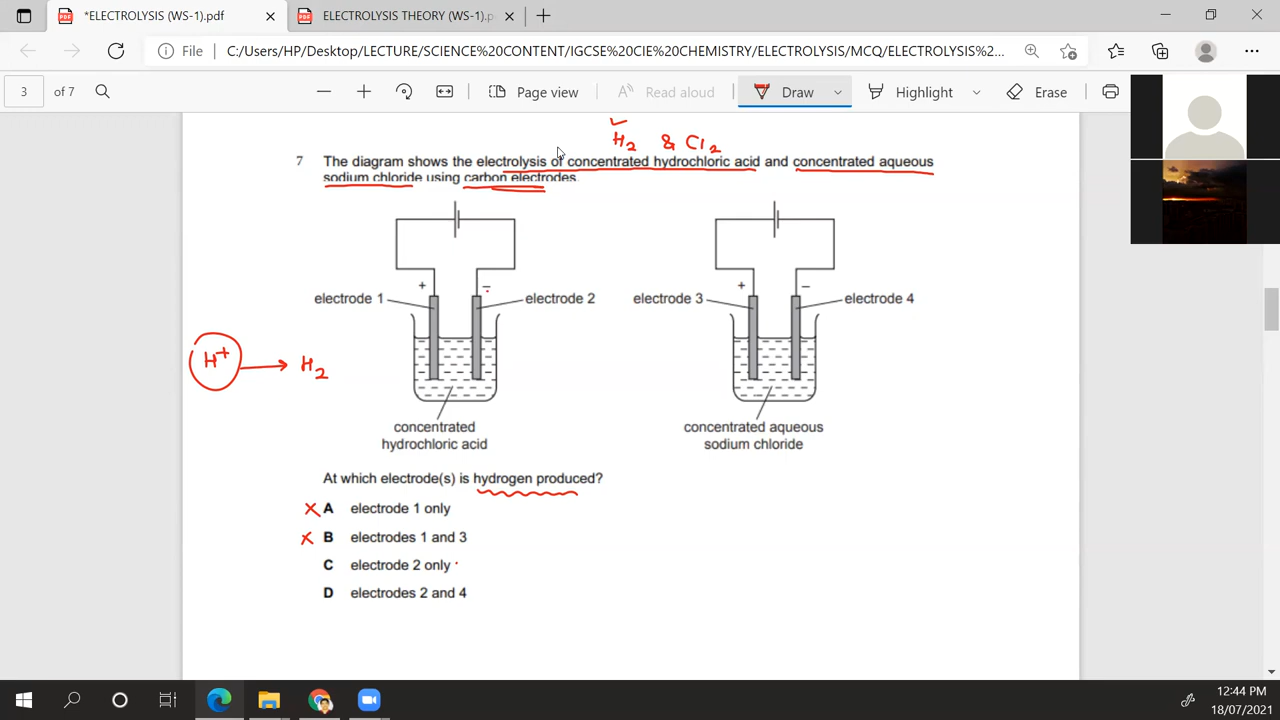 *ELECTROLYSIS (WS-1).pdf
ELECTROLYSIS THEORY (WS-1).pdf
File
C:/Users/HP/Desktop/LECTURE/SCIENCE%20CONTENT/IGCSE%20CIE%20CHEMISTRY/ELECTROLYSIS/MCQ/ELECTROLYSIS%2...
3 of 7
Page view
Read aloud
Draw
Highlight
Erase
H2 & Cl2
7 The diagram shows the electrolysis of concentrated hydrochloric acid and concentrated aqueous
sodium chloride using carbon electrodes.
+ – + –
electrode 1 electrode 2 electrode 3 electrode 4
H+ → H2
concentrated concentrated aqueous
hydrochloric acid sodium chloride
At which electrode(s) is hydrogen produced?
X A electrode 1 only
X B electrodes 1 and 3
C electrode 2 only
D electrodes 2 and 4
12:44 PM
18/07/2021